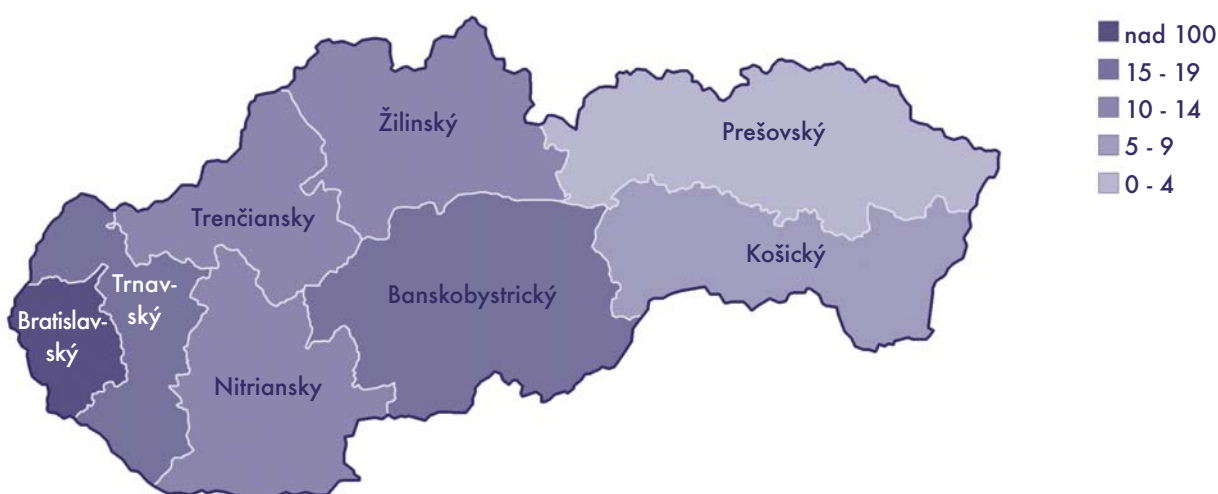 nad 100
15 - 19
10 - 14
5 - 9
0 - 4
Žilinský
Prešovský
Trenčiansky
Košický
Trnav-
ský
Banskobystrický
Bratislav-
ský
Nitriansky